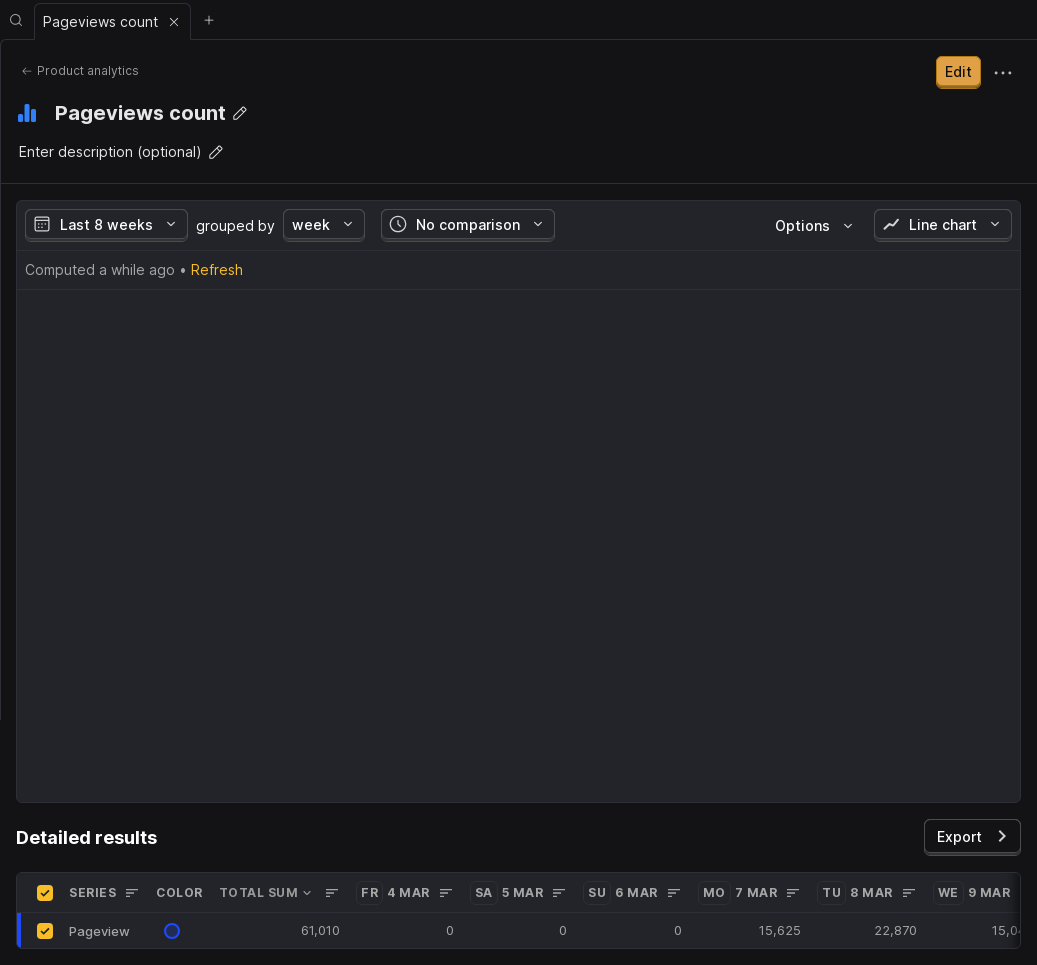 Pageviews count
Product analytics
Edit
Pageviews count
Enter description (optional)
Last 8 weeks grouped by week No comparison Options Line chart
Computed a while ago • Refresh
Detailed results
Export
SERIES COLOR TOTAL SUM FR 4 MAR SA 5 MAR SU 6 MAR MO 7 MAR TU 8 MAR WE 9 MAR
Pageview 61,010 0 0 0 15,625 22,870